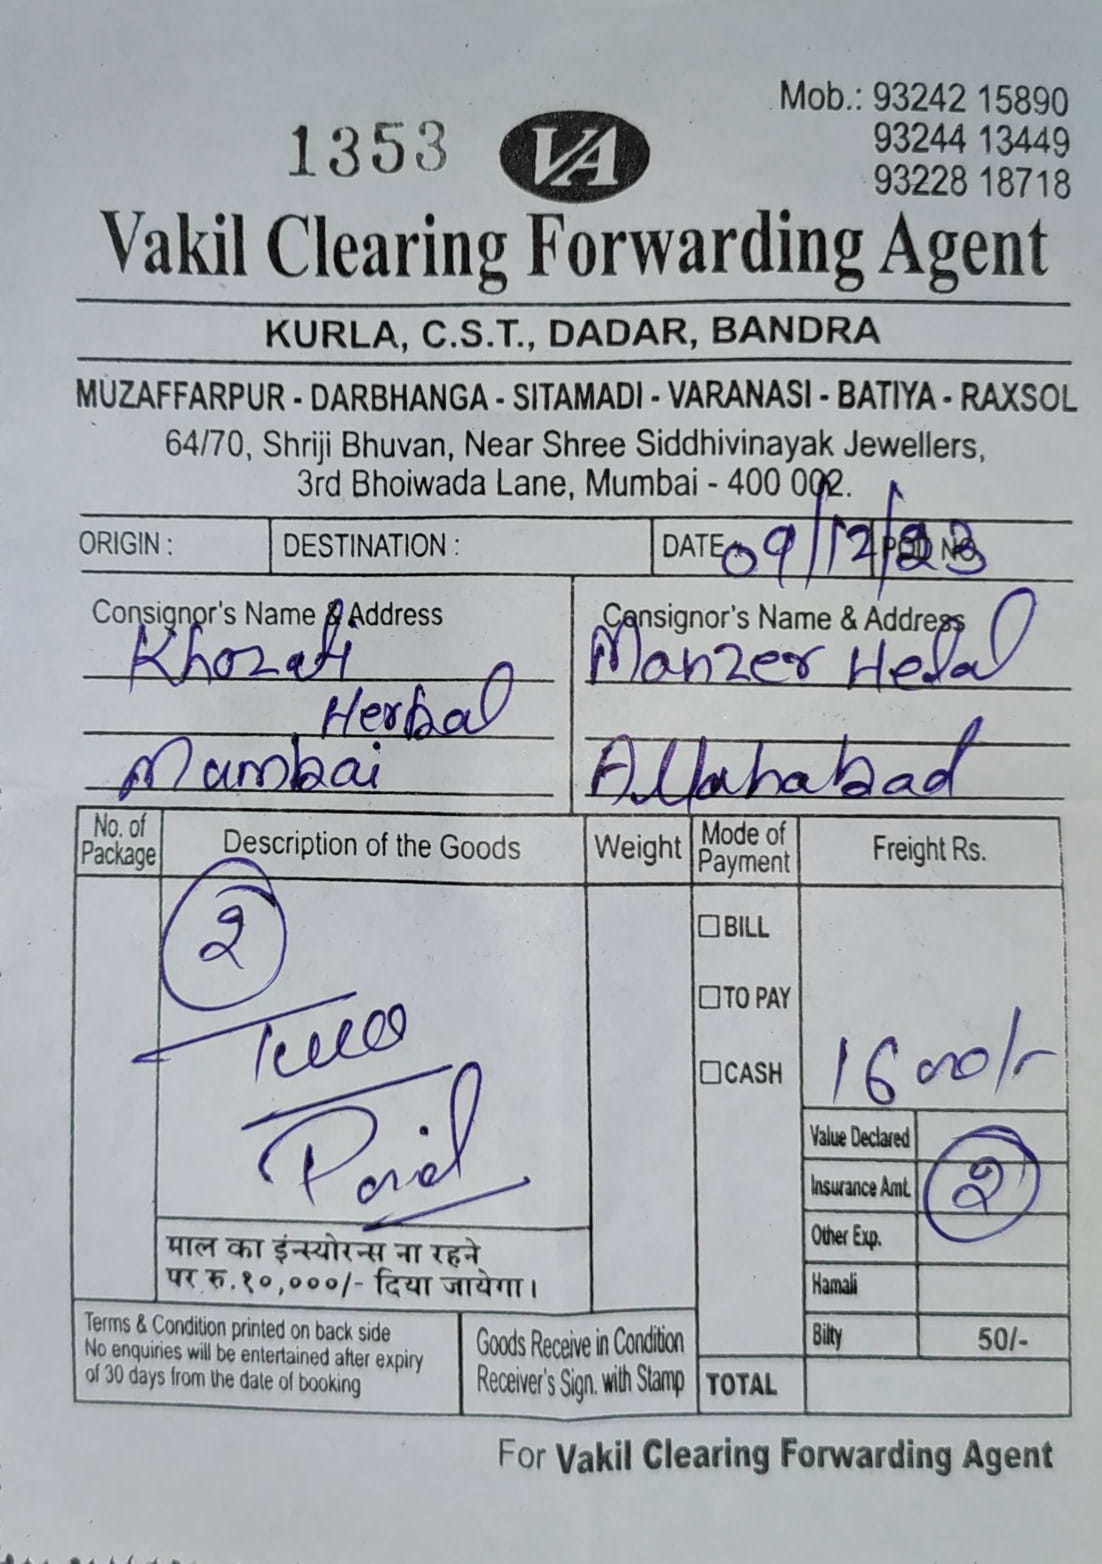 Mob.: 93242 15890
93244 13449
93228 18718
1353
VA
Vakil Clearing Forwarding Agent
KURLA, C.S.T., DADAR, BANDRA
MUZAFFARPUR - DARBHANGA - SITAMADI - VARANASI - BATIYA - RAXSOL
64/70, Shriji Bhuvan, Near Shree Siddhivinayak Jewellers,
3rd Bhoiwada Lane, Mumbai - 400 002.
ORIGIN : DESTINATION : DATE 09/12/23
Consignor's Name & Address
Khozati
Herbal
Mumbai
Consignor's Name & Address
Manzer Helal
Allahabad
No. of Package
Description of the Goods
Weight
Mode of Payment
Freight Rs.
2
Two
Paid
BILL
TO PAY
CASH
1600/-
Value Declared
Insurance Amt.
2
Other Exp.
Hamali
Bilty 50/-
TOTAL
माल का इंन्स्योरन्स ना रहने
पर रु.१०,०००/- दिया जायेगा।
Terms & Condition printed on back side
No enquiries will be entertained after expiry
of 30 days from the date of booking
Goods Receive in Condition
Receiver's Sign. with Stamp
For Vakil Clearing Forwarding Agent